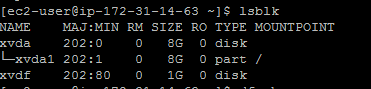 [ec2-user@ip-172-31-14-63 ~]$ lsblk
NAME    MAJ:MIN RM SIZE RO TYPE MOUNTPOINT
xvda    202:0    0   8G  0 disk
└─xvda1 202:1    0   8G  0 part /
xvdf    202:80   0   1G  0 disk